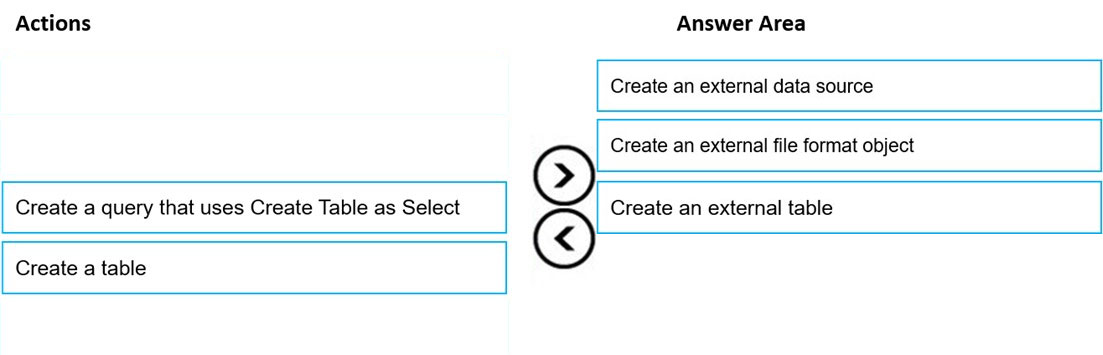 Actions
Answer Area
Create an external data source
Create an external file format object
Create a query that uses Create Table as Select
Create an external table
Create a table